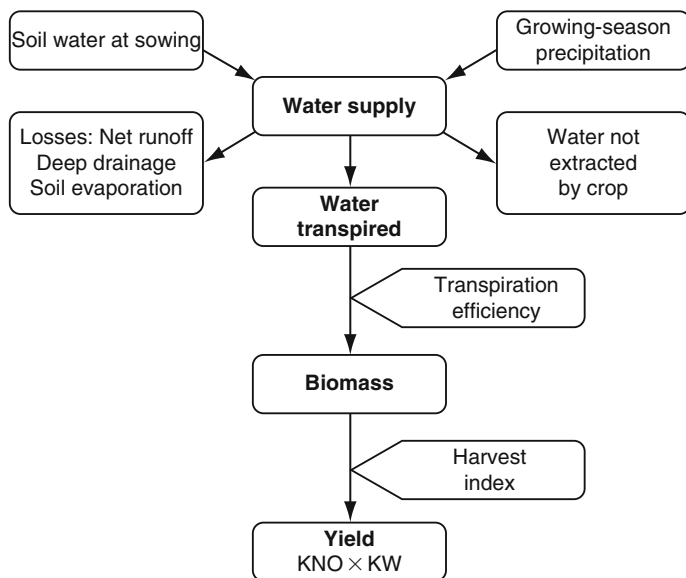 Soil water at sowing
Growing-season
precipitation
Water supply
Losses: Net runoff
Deep drainage
Soil evaporation
Water not
extracted
by crop
Water
transpired
Transpiration
efficiency
Biomass
Harvest
index
Yield
KNO × KW